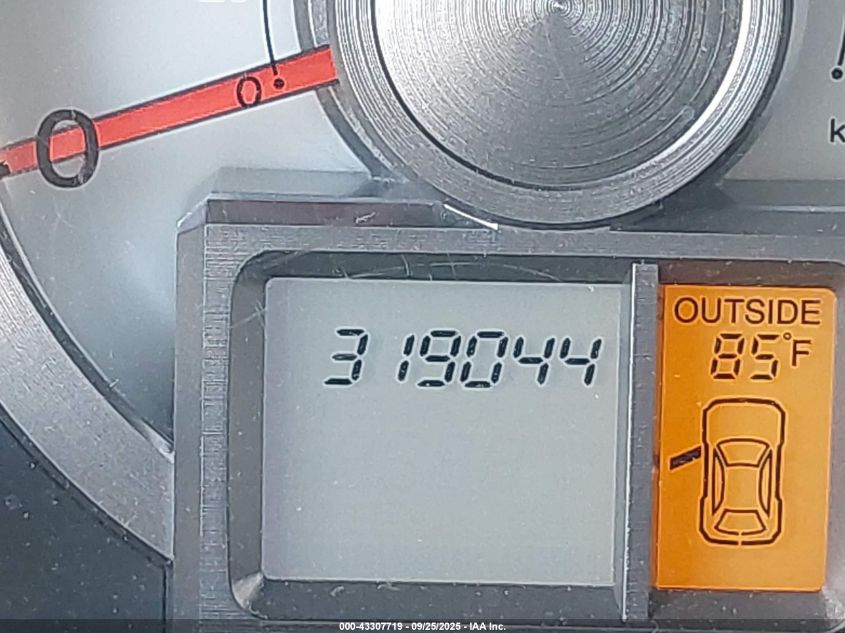 0
0
k
319044
OUTSIDE
85°F
000-43307719 - 09/25/2025 - IAA Inc.